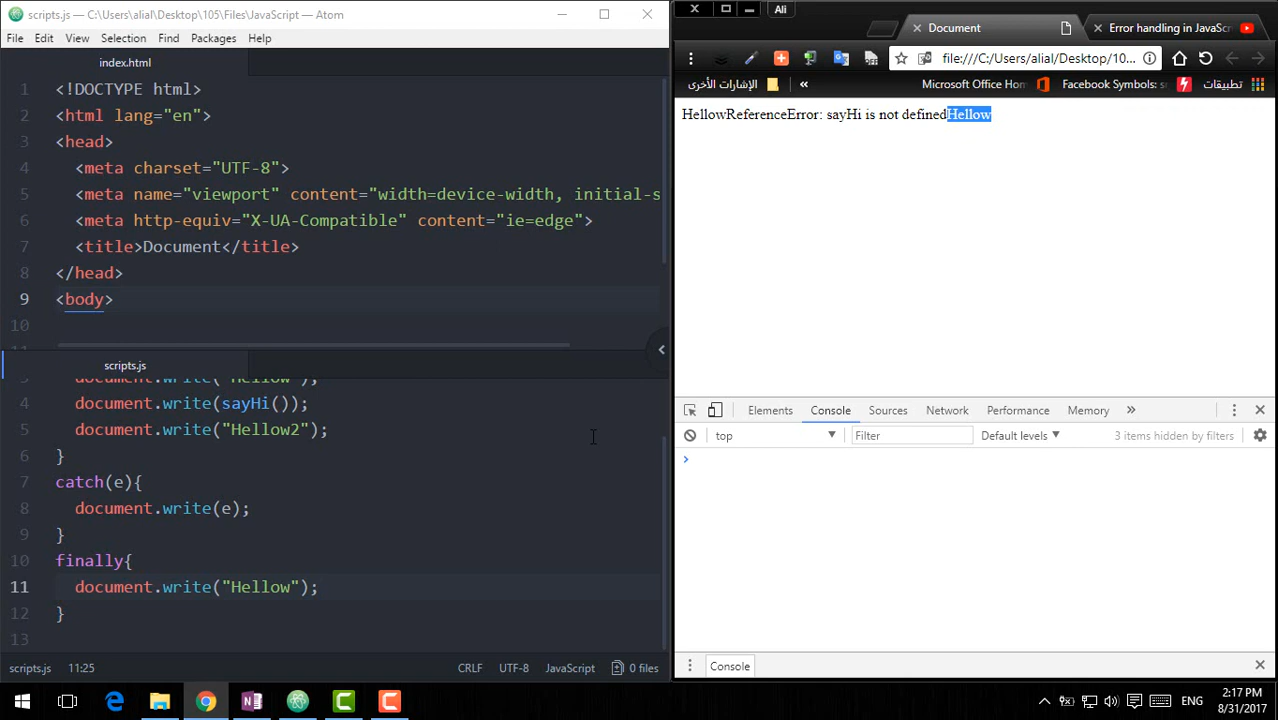 scripts.js — C:\Users\alial\Desktop\105\Files\JavaScript — Atom
File Edit View Selection Find Packages Help
index.html
1 <!DOCTYPE html>
2 <html lang="en">
3 <head>
4 <meta charset="UTF-8">
5 <meta name="viewport" content="width=device-width, initial-s
6 <meta http-equiv="X-UA-Compatible" content="ie=edge">
7 <title>Document</title>
8 </head>
9 <body>
10
scripts.js
document.write("Hellow");
4 document.write(sayHi());
5 document.write("Hellow2");
6 }
7 catch(e){
8 document.write(e);
9 }
10 finally{
11 document.write("Hellow");
12 }
13
scripts.js 11:25 CRLF UTF-8 JavaScript 0 files
Ali
Document Error handling in JavaSc
file:///C:/Users/alial/Desktop/10...
الإشارات الأخرى « Microsoft Office Hom Facebook Symbols: s تطبيقات
HellowReferenceError: sayHi is not definedHellow
Elements Console Sources Network Performance Memory »
top Filter Default levels 3 items hidden by filters
>
Console
ENG 2:17 PM
8/31/2017